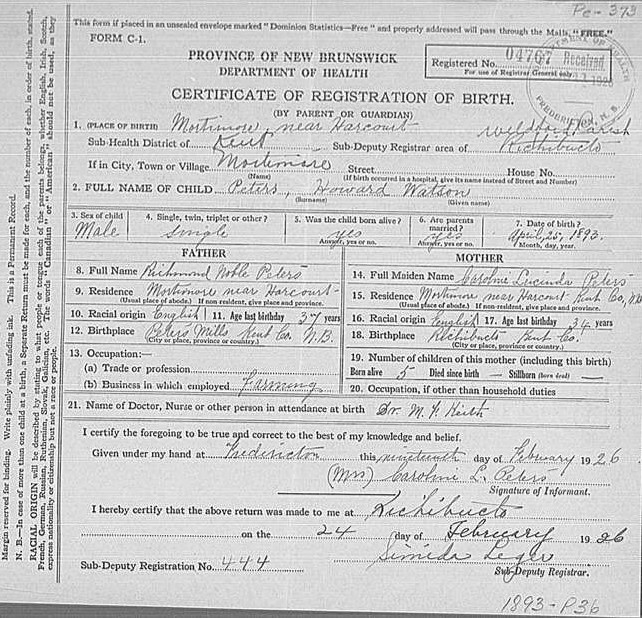 Pe - 373
This form if placed in an unsealed envelope marked "Dominion Statistics—Free" and properly addressed will pass through the Mails, "FREE."
FORM C-1.
PROVINCE OF NEW BRUNSWICK
DEPARTMENT OF HEALTH
Registered No. 04767
For use of Registrar General only.
DEPARTMENT OF HEALTH
Received
FREDERICTON, N. B.
CERTIFICATE OF REGISTRATION OF BIRTH.
(BY PARENT OR GUARDIAN)
1. (PLACE OF BIRTH) Mortimore, near Harcourt Weldford Parish
Sub-Health District of Kent Sub-Deputy Registrar area of Richibucto
If in City, Town or Village Mortimore Street House No.
(Name) (If birth occurred in a hospital, give its name instead of Street and Number)
2. FULL NAME OF CHILD Peters, Howard Watson
(Surname) (Given name)
3. Sex of child Male
4. Single, twin, triplet or other? single
5. Was the child born alive? yes
Answer, yes or no.
6. Are parents married? yes
Answer, yes or no.
7. Date of birth? April, 25, 1893.
Month, day, year.
FATHER
8. Full Name Richmond Noble Peters
9. Residence Mortimore near Harcourt
(Usual place of abode.) If non resident, give place and province.
10. Racial origin English 11. Age last birthday 37 years
12. Birthplace Peters Mills Kent Co. N.B.
(City or place, province or country.)
13. Occupation:—
(a) Trade or profession
(b) Business in which employed Farming
MOTHER
14. Full Maiden Name Caroline Lucinda Peters
15. Residence Mortimore near Harcourt Kent Co,
(Usual place of abode.) If non-resident, give place and province.
16. Racial origin English 17. Age last birthday 34 years
18. Birthplace Richibucto Kent Co.
(City or place, province or country.)
19. Number of children of this mother (including this birth)
Born alive 5 Died since birth - Stillborn (born dead) -
20. Occupation, if other than household duties
21. Name of Doctor, Nurse or other person in attendance at birth Dr. M. F. Keith
I certify the foregoing to be true and correct to the best of my knowledge and belief.
Given under my hand at Fredericton this nineteenth day of February 1926
(Mrs) Caroline L. Peters
Signature of Informant.
I hereby certify that the above return was made to me at Richibucto
on the 24 day of February 1926
Simeda Leger
Sub-Deputy Registration No. 444 Sub-Deputy Registrar.
1893-P36
Margin reserved for binding. Write plainly with unfading ink. This is a Permanent Record.
N. B.—In case of more than one child at a birth, a Separate Return must be made for each, and the number of each, in order of birth, stated.
RACIAL ORIGIN will be described by stating to what people or tongue each of the parents belongs, whether English, Irish, Scotch,
French, German, Russian, Ruthenian, Slovak, Galician, etc. The words "Canadian" or "American" should not be used, as they
express nationality or citizenship but not a race or people.